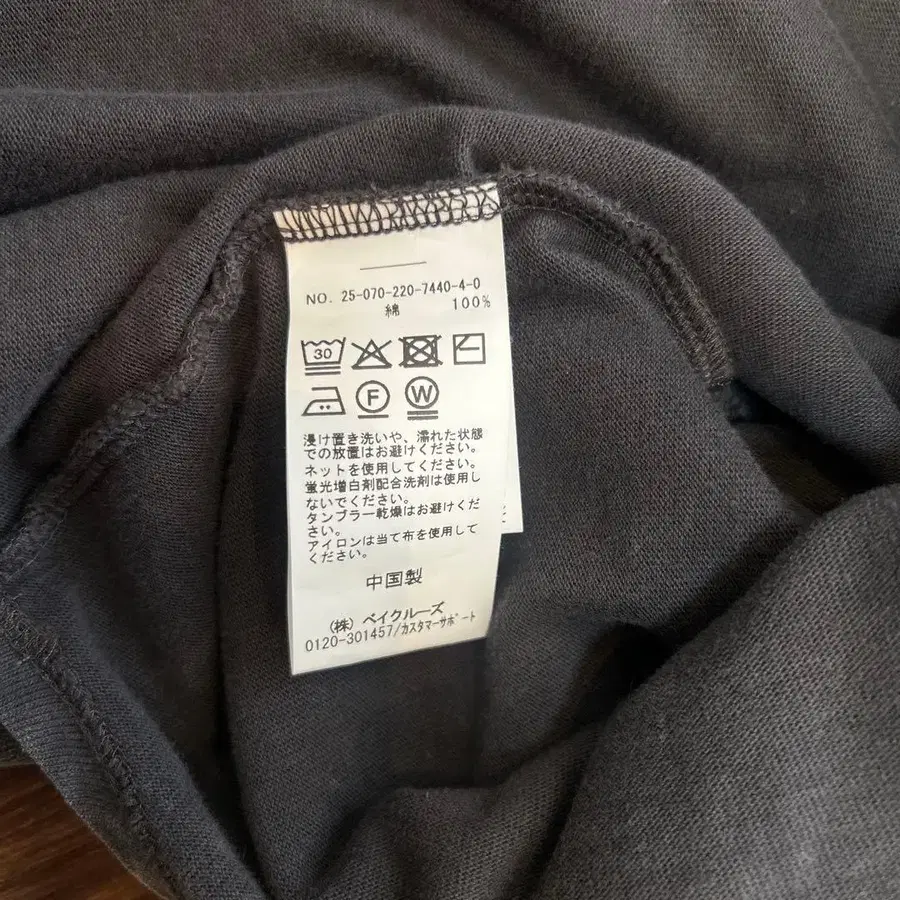 NO. 25-070-220-7440-4-0
綿 100%
30
F W
浸け置き洗いや、濡れた状態
での放置はお避けください。
ネットを使用してください。
蛍光増白剤配合洗剤は使用し
ないでください。
タンブラー乾燥はお避けくだ
さい。
アイロンは当て布を使用して
ください。
中国製
(株) ベイクルーズ
0120-301457/カスタマーサポート